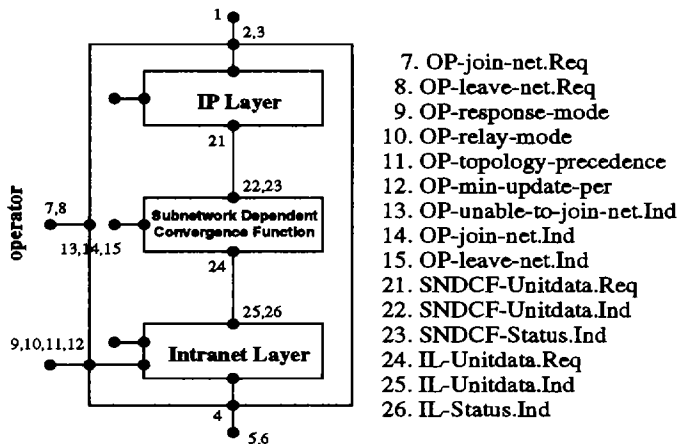 1
2,3
IP Layer
21
22,23
operator
7,8
Subnetwork Dependent
Convergence Function
13,14,15
24
25,26
9,10,11,12
Intranet Layer
4
5,6
7. OP-join-net.Req
8. OP-leave-net.Req
9. OP-response-mode
10. OP-relay-mode
11. OP-topology-precedence
12. OP-min-update-per
13. OP-unable-to-join-net.Ind
14. OP-join-net.Ind
15. OP-leave-net.Ind
21. SNDCF-Unitdata.Req
22. SNDCF-Unitdata.Ind
23. SNDCF-Status.Ind
24. IL-Unitdata.Req
25. IL-Unitdata.Ind
26. IL-Status.Ind